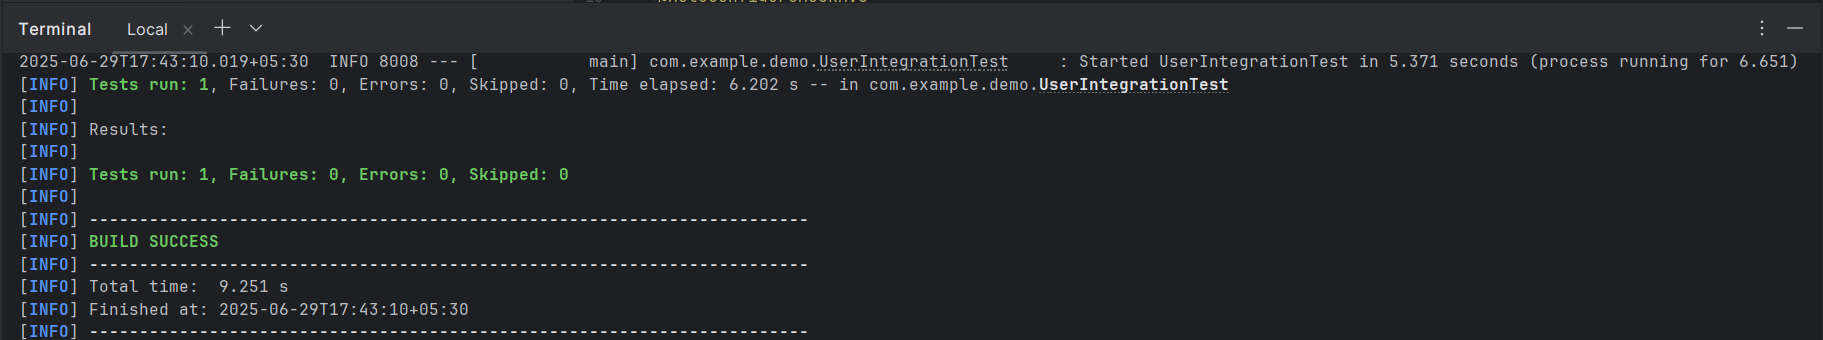 Terminal Local × + ⌄ ⋮ —
2025-06-29T17:43:10.019+05:30  INFO 8008 --- [           main] com.example.demo.UserIntegrationTest     : Started UserIntegrationTest in 5.371 seconds (process running for 6.651)
[INFO] Tests run: 1, Failures: 0, Errors: 0, Skipped: 0, Time elapsed: 6.202 s -- in com.example.demo.UserIntegrationTest
[INFO]
[INFO] Results:
[INFO]
[INFO] Tests run: 1, Failures: 0, Errors: 0, Skipped: 0
[INFO]
[INFO] ------------------------------------------------------------------------
[INFO] BUILD SUCCESS
[INFO] ------------------------------------------------------------------------
[INFO] Total time:  9.251 s
[INFO] Finished at: 2025-06-29T17:43:10+05:30
[INFO] ------------------------------------------------------------------------